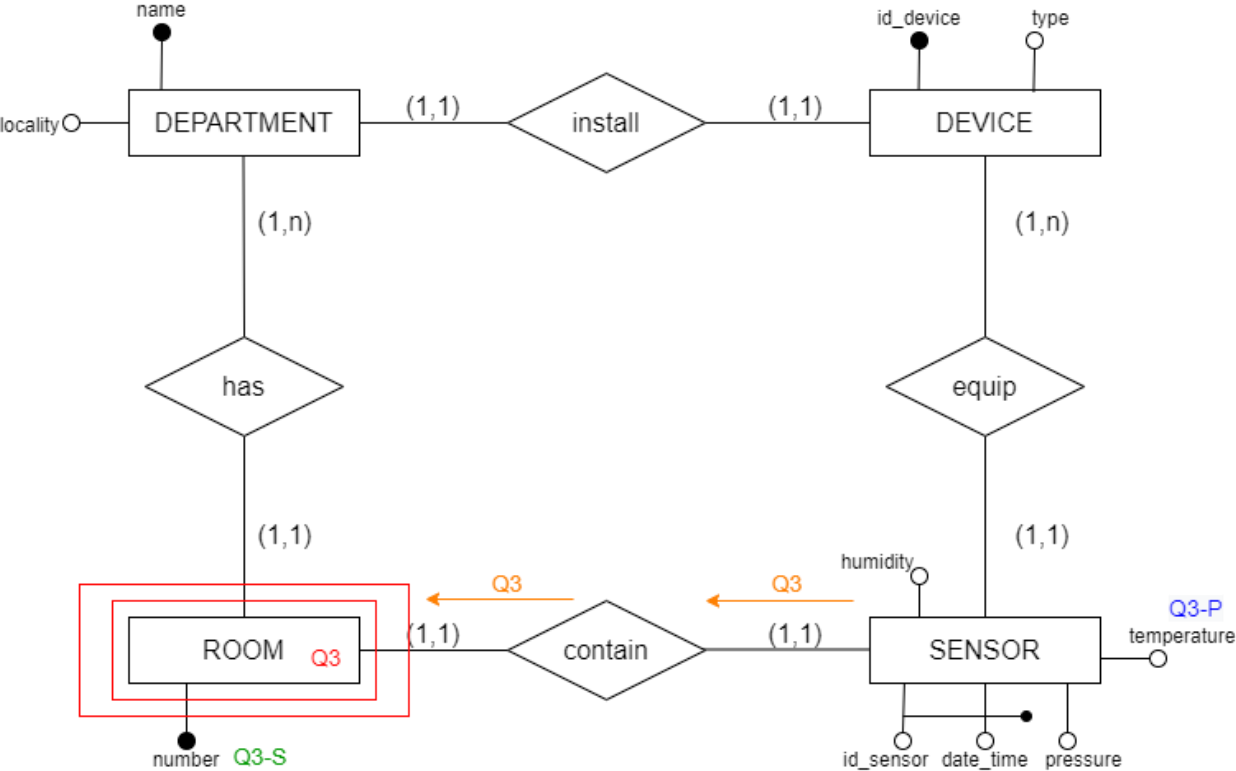 name
id_device
type
locality
DEPARTMENT
(1,1)
install
(1,1)
DEVICE
(1,n)
(1,n)
has
equip
(1,1)
(1,1)
humidity
Q3
Q3
Q3-P
temperature
ROOM
Q3
(1,1)
contain
(1,1)
SENSOR
number
Q3-S
id_sensor
date_time
pressure